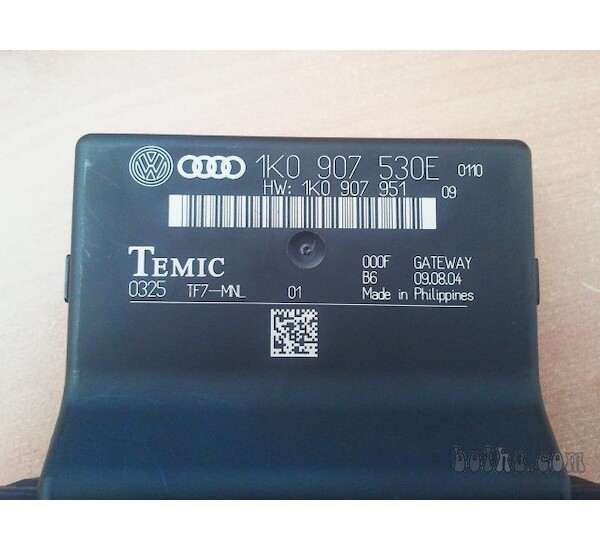 1K0 907 530E 0110
HW: 1K0 907 951 09
TEMIC
000F GATEWAY
B6 09.08.04
0325 TF7-MNL 01
Made in Philippines
bolha.com